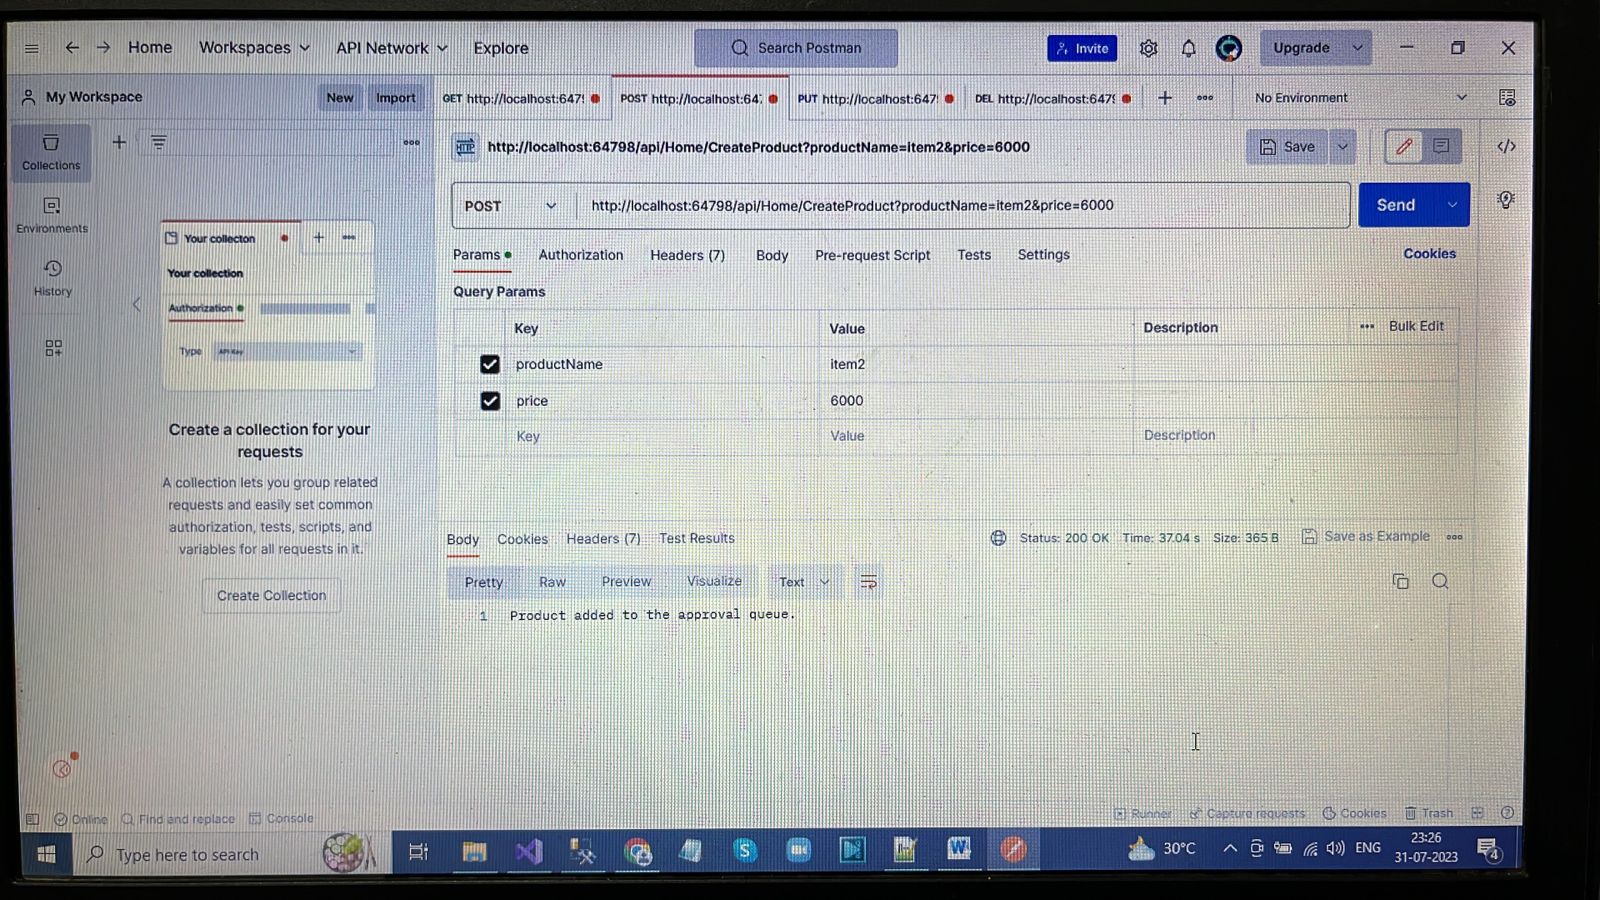 Home Workspaces API Network Explore Search Postman Invite Upgrade
My Workspace New Import GET http://localhost:647 POST http://localhost:64 PUT http://localhost:647 DEL http://localhost:647 No Environment
Collections
Environments
History
http://localhost:64798/api/Home/CreateProduct?productName=item2&price=6000 Save
POST http://localhost:64798/api/Home/CreateProduct?productName=item2&price=6000 Send
Params Authorization Headers (7) Body Pre-request Script Tests Settings Cookies
Query Params
Key Value Description Bulk Edit
productName item2
price 6000
Key Value Description
Your collecton
Your collection
Authorization
Type API Key
Create a collection for your
requests
A collection lets you group related
requests and easily set common
authorization, tests, scripts, and
variables for all requests in it.
Create Collection
Body Cookies Headers (7) Test Results Status: 200 OK Time: 37.04 s Size: 365 B Save as Example
Pretty Raw Preview Visualize Text
1 Product added to the approval queue.
Online Find and replace Console Runner Capture requests Cookies Trash
Type here to search 30°C ENG 23:26
31-07-2023 4